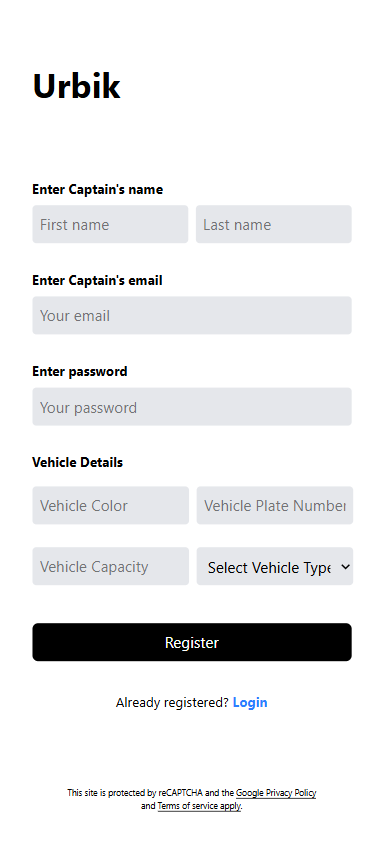 Urbik
Enter Captain's name
First name Last name
Enter Captain's email
Your email
Enter password
Your password
Vehicle Details
Vehicle Color Vehicle Plate Number
Vehicle Capacity Select Vehicle Type
Register
Already registered? Login
This site is protected by reCAPTCHA and the Google Privacy Policy
and Terms of service apply.